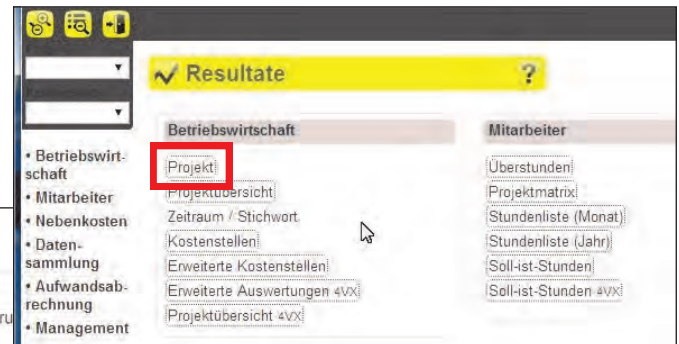 Resultate ?
Betriebswirtschaft
Projekt
Projektübersicht
Zeitraum / Stichwort
Kostenstellen
Erweiterte Kostenstellen
Erweiterte Auswertungen 4VX
Projektübersicht 4VX
Mitarbeiter
Überstunden
Projektmatrix
Stundenliste (Monat)
Stundenliste (Jahr)
Soll-ist-Stunden
Soll-ist-Stunden 4VX
• Betriebswirt-
schaft
• Mitarbeiter
• Nebenkosten
• Daten-
sammlung
• Aufwandsab-
rechnung
• Management
ru